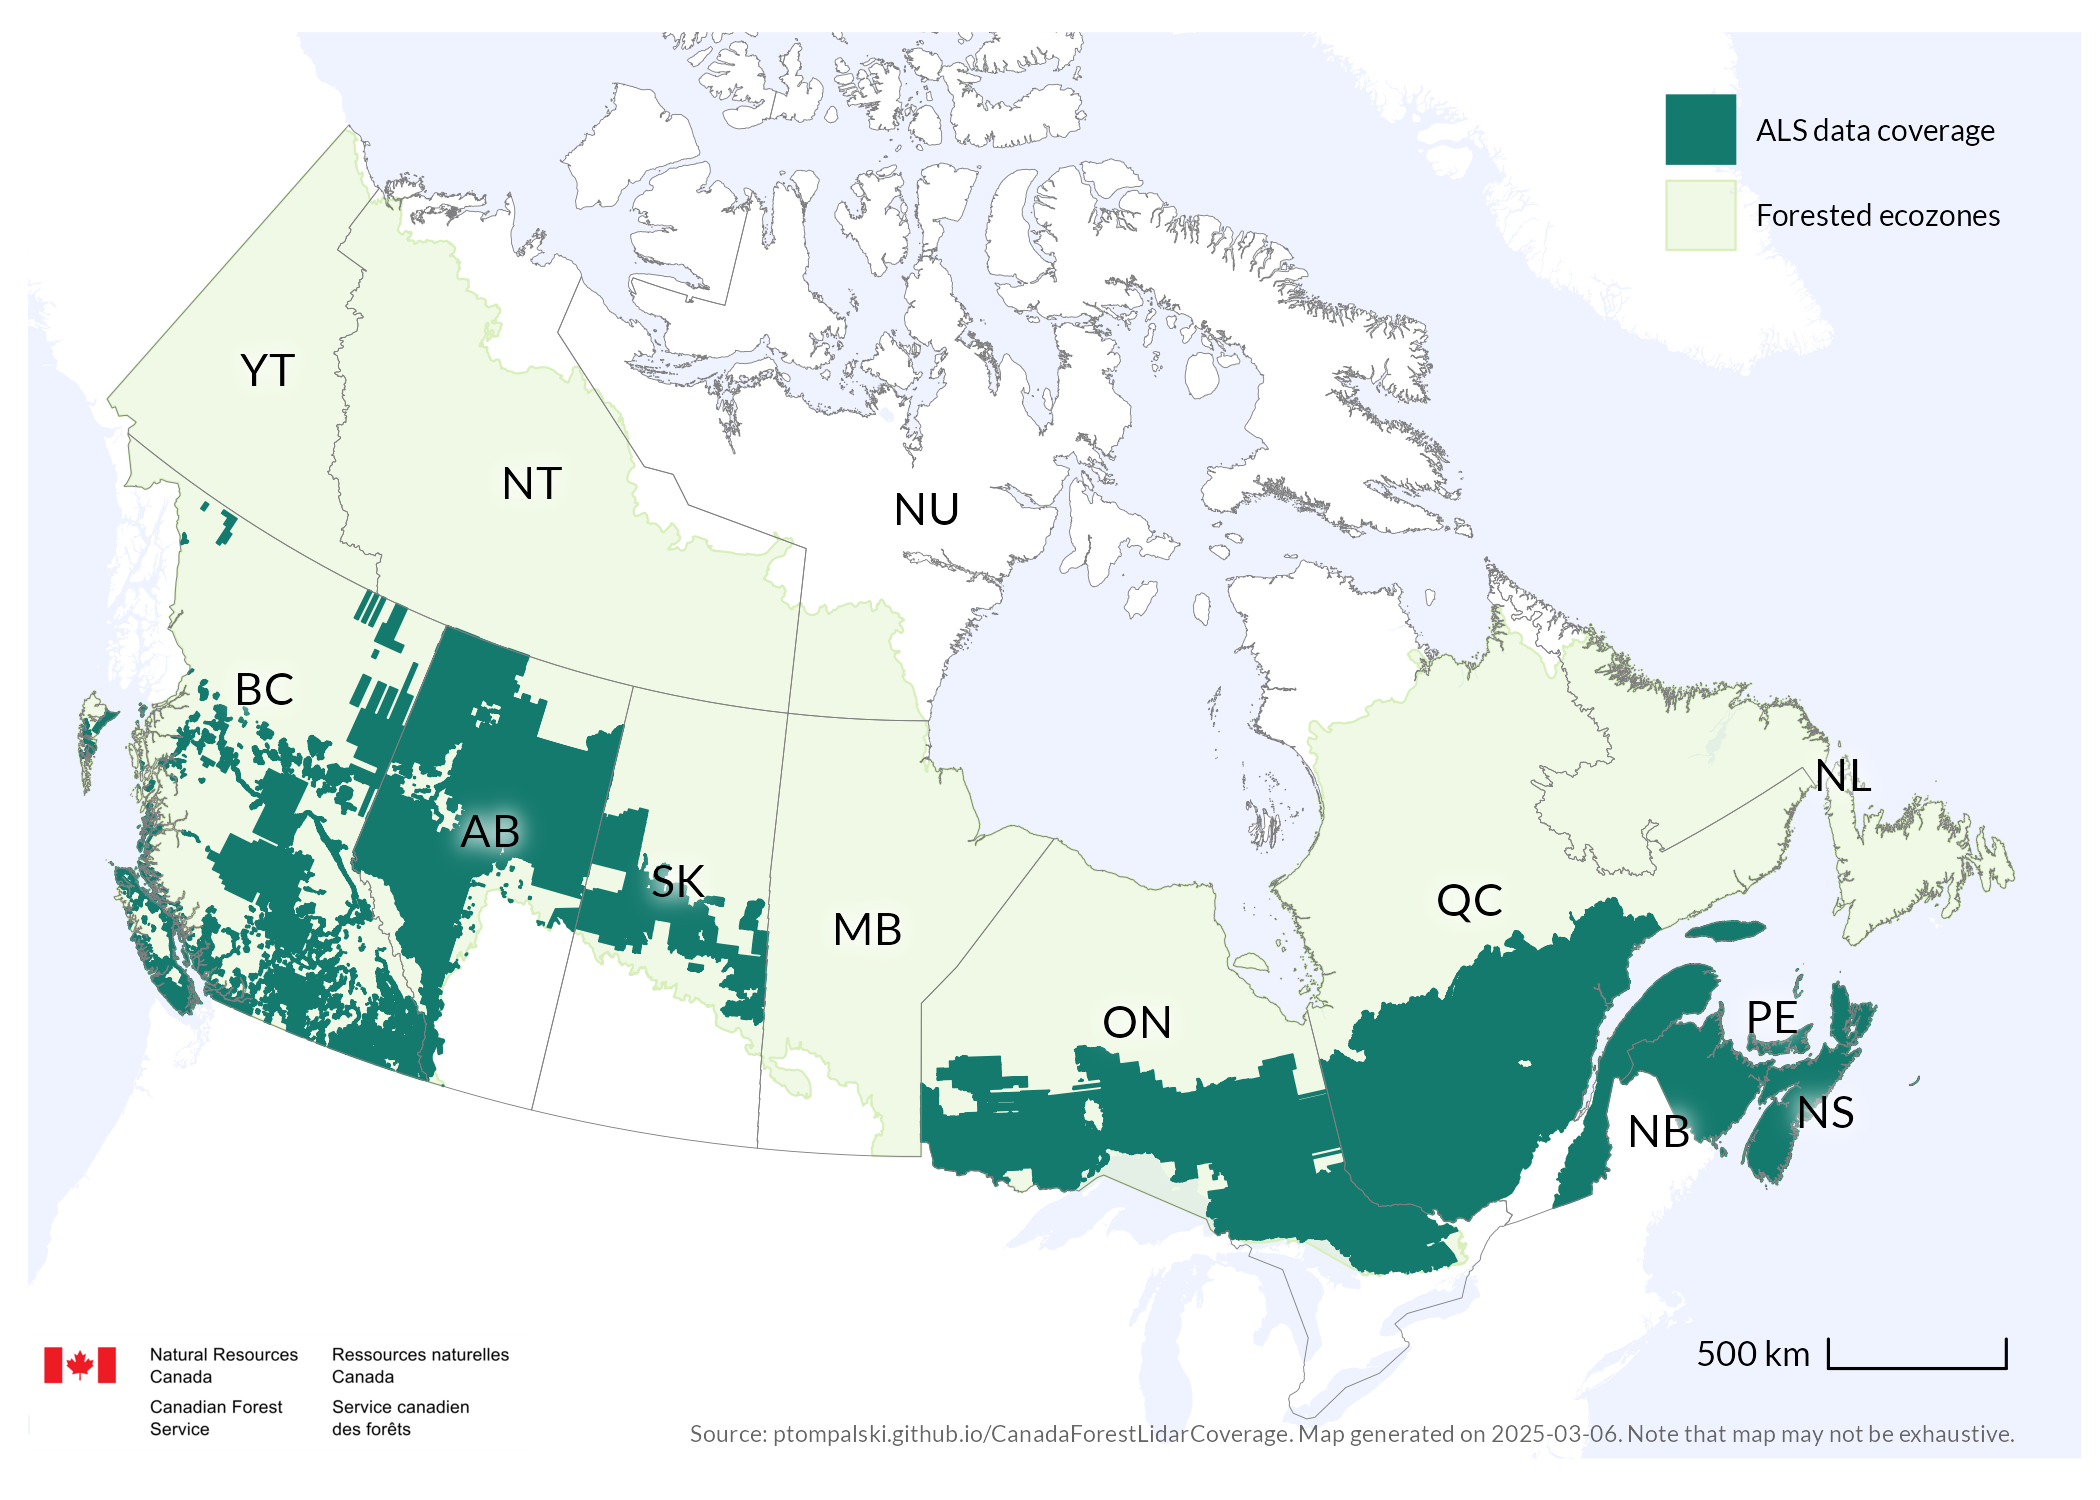 ALS data coverage
Forested ecozones
YT
NT
NU
BC
AB
SK
MB
ON
QC
NL
PE
NB
NS
500 km
Natural Resources
Canada
Canadian Forest
Service
Ressources naturelles
Canada
Service canadien
des forêts
Source: ptompalski.github.io/CanadaForestLidarCoverage. Map generated on 2025-03-06. Note that map may not be exhaustive.